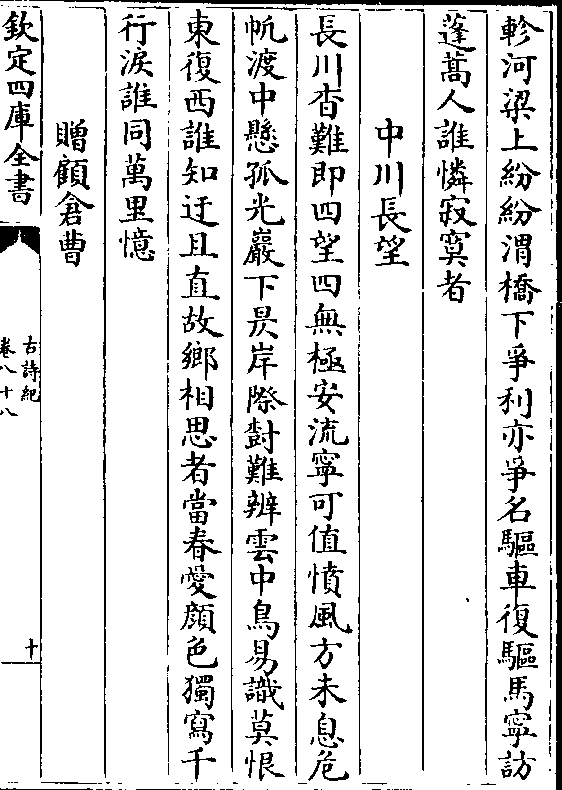 軫河梁上紛紛渭橋下爭利亦爭名驅車復驅馬寧訪
蓬蒿人誰憐寂寞者
中川長望
長川杳難即四望四無極安流寧可值憤風方未息危
帆渡中懸孤光巖下昃岸際樹難辨雲中鳥易識莫恨
東復西誰知迂且直故鄉相思者當春愛顔色獨寫千
行淚誰同萬里憶
贈顧倉曹
欽定四庫全書
古詩紀
卷八十八
十